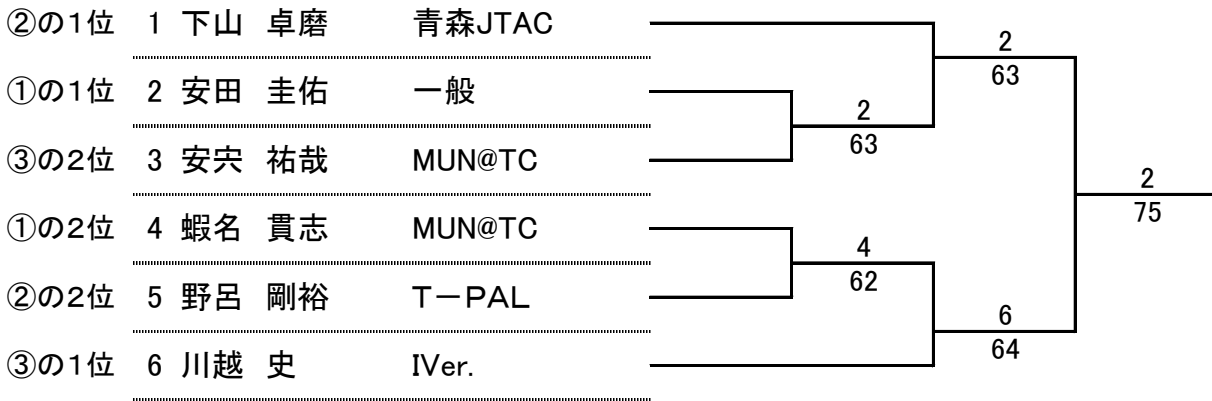 ②の1位 1 下山 卓磨 青森JTAC
2
63
①の1位 2 安田 圭佑 一般
2
63
③の2位 3 安宍 祐哉 MUN@TC
2
75
①の2位 4 蝦名 貫志 MUN@TC
4
62
②の2位 5 野呂 剛裕 T－PAL
6
64
③の1位 6 川越 史 IVer.